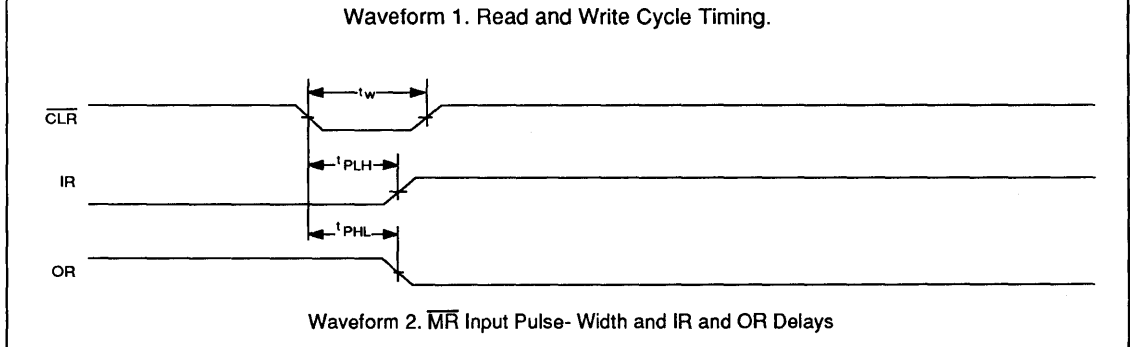 Waveform 1. Read and Write Cycle Timing.
tw
CLR
tPLH
IR
tPHL
OR
Waveform 2. MR Input Pulse- Width and IR and OR Delays